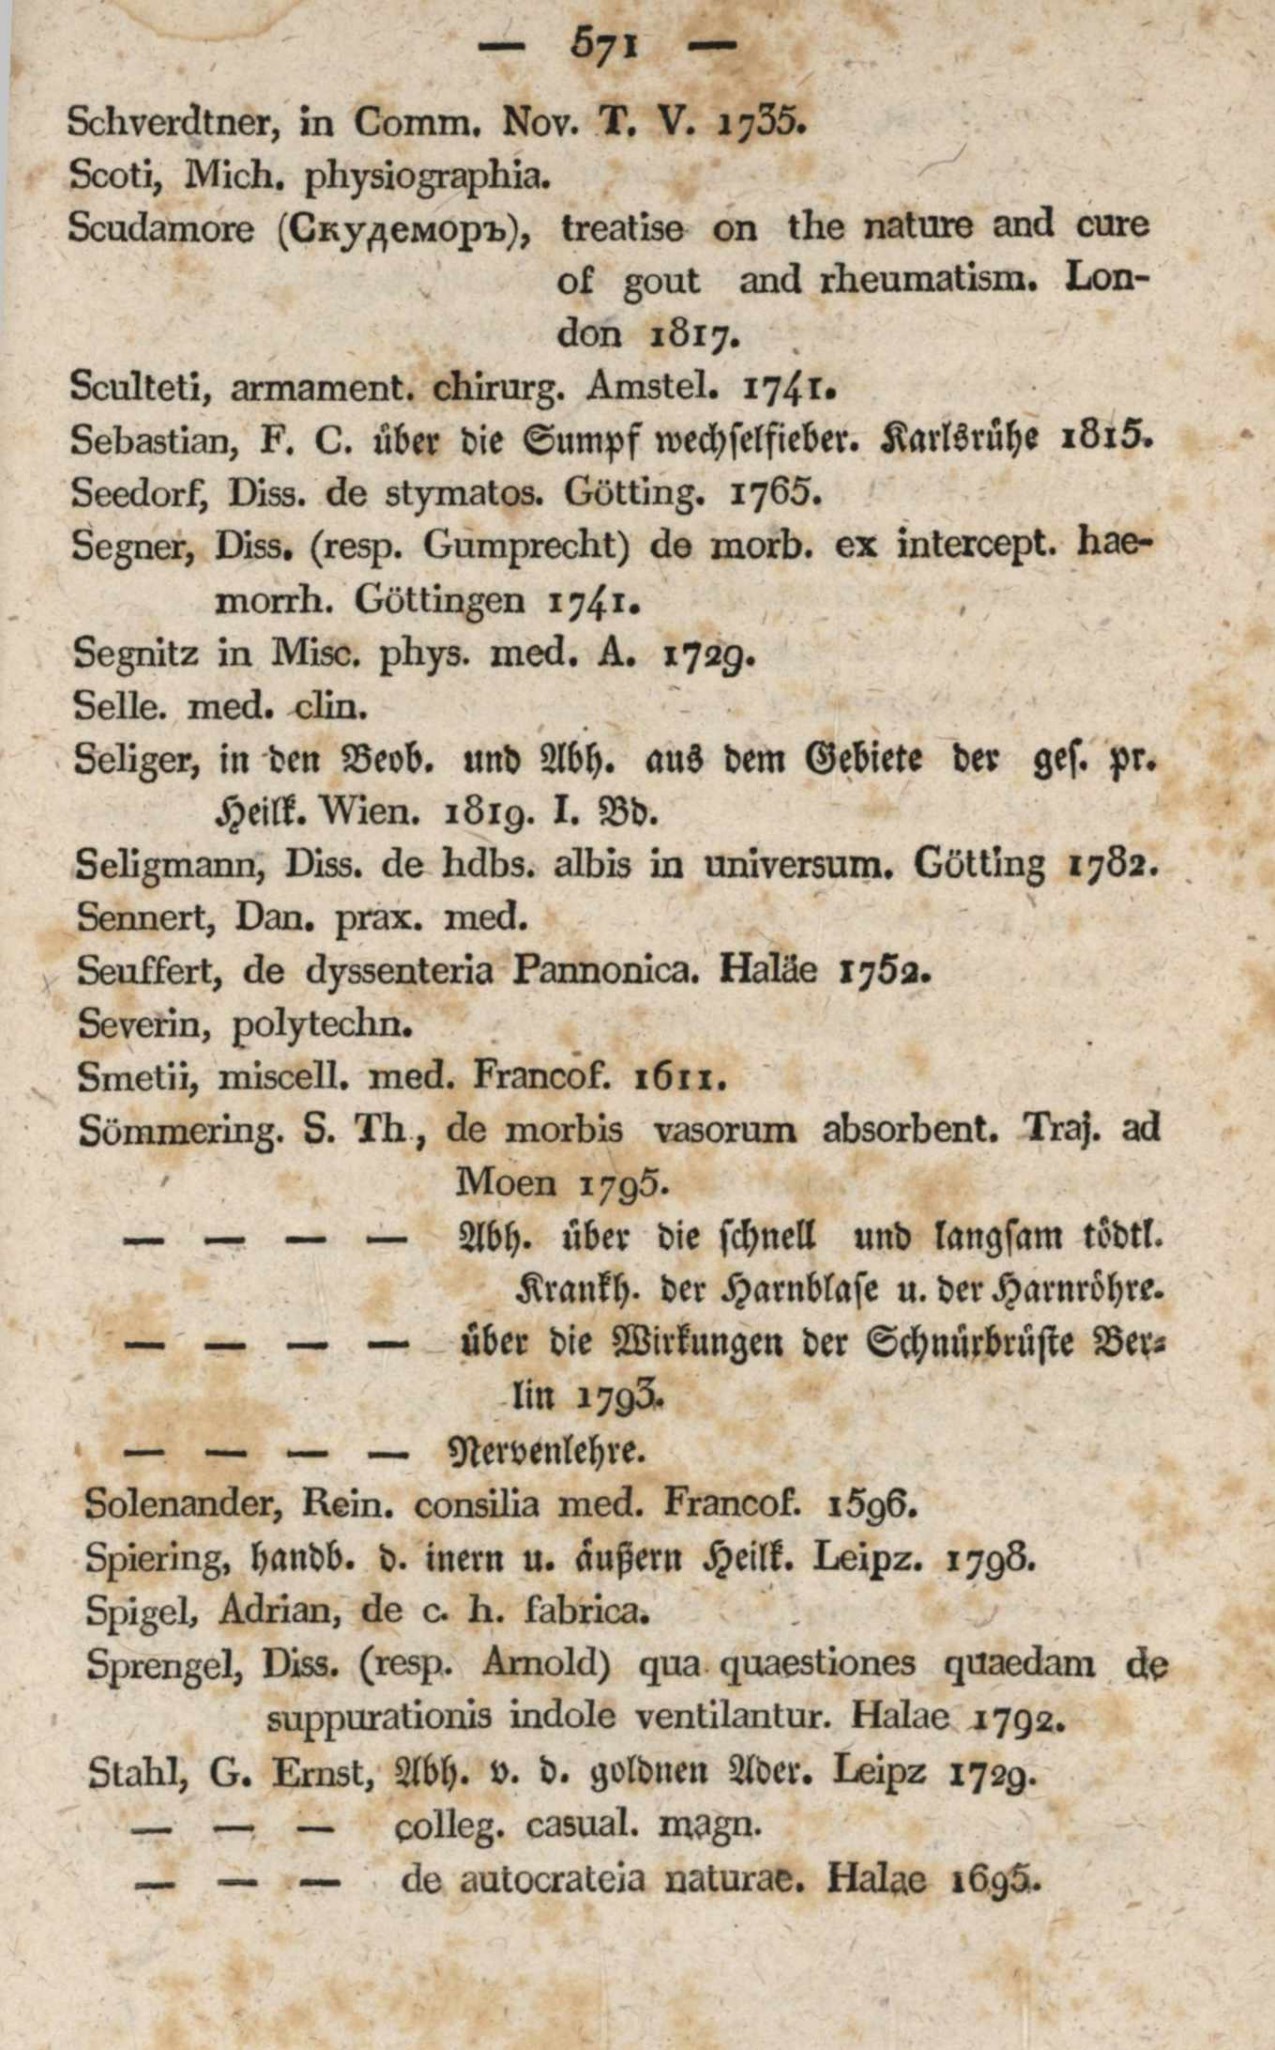 — 571 —
Schverdtner, in Comm. Nov. T. V. 1735.
Scoti, Mich. physiographia.
Scudamore (Скудеморъ), treatise on the nature and cure
of gout and rheumatism. Lon-
don 1817.
Sculteti, armament. chirurg. Amstel. 1741.
Sebastian, F. C. über die Sumpf wechselfieber. Karlsrühe 1815.
Seedorf, Diss. de stymatos. Götting. 1765.
Segner, Diss. (resp. Gumprecht) de morb. ex intercept. hae-
morrh. Göttingen 1741.
Segnitz in Misc. phys. med. A. 1729.
Selle. med. clin.
Seliger, in den Beob. und Abh. aus dem Gebiete der ges. pr.
Heilk. Wien. 1819. I. Bd.
Seligmann, Diss. de hdbs. albis in universum. Götting 1782.
Sennert, Dan. prax. med.
Seuffert, de dyssenteria Pannonica. Haläe 1752.
Severin, polytechn.
Smetii, miscell. med. Francof. 1611.
Sömmering. S. Th., de morbis vasorum absorbent. Traj. ad
Moen 1795.
— — — — Abh. über die schnell und langsam tödtl.
Krankh. der Harnblase u. der Harnröhre.
— — — — über die Wirkungen der Schnürbrüste Ber-
lin 1793.
— — — — Nervenlehre.
Solenander, Rein. consilia med. Francof. 1596.
Spiering, handb. d. inern u. äußern Heilk. Leipz. 1798.
Spigel, Adrian, de c. h. fabrica.
Sprengel, Diss. (resp. Arnold) qua quaestiones quaedam de
suppurationis indole ventilantur. Halae 1792.
Stahl, G. Ernst, Abh. v. d. goldnen Ader. Leipz 1729.
— — — colleg. casual. magn.
— — — de autocrateia naturae. Halae 1695.